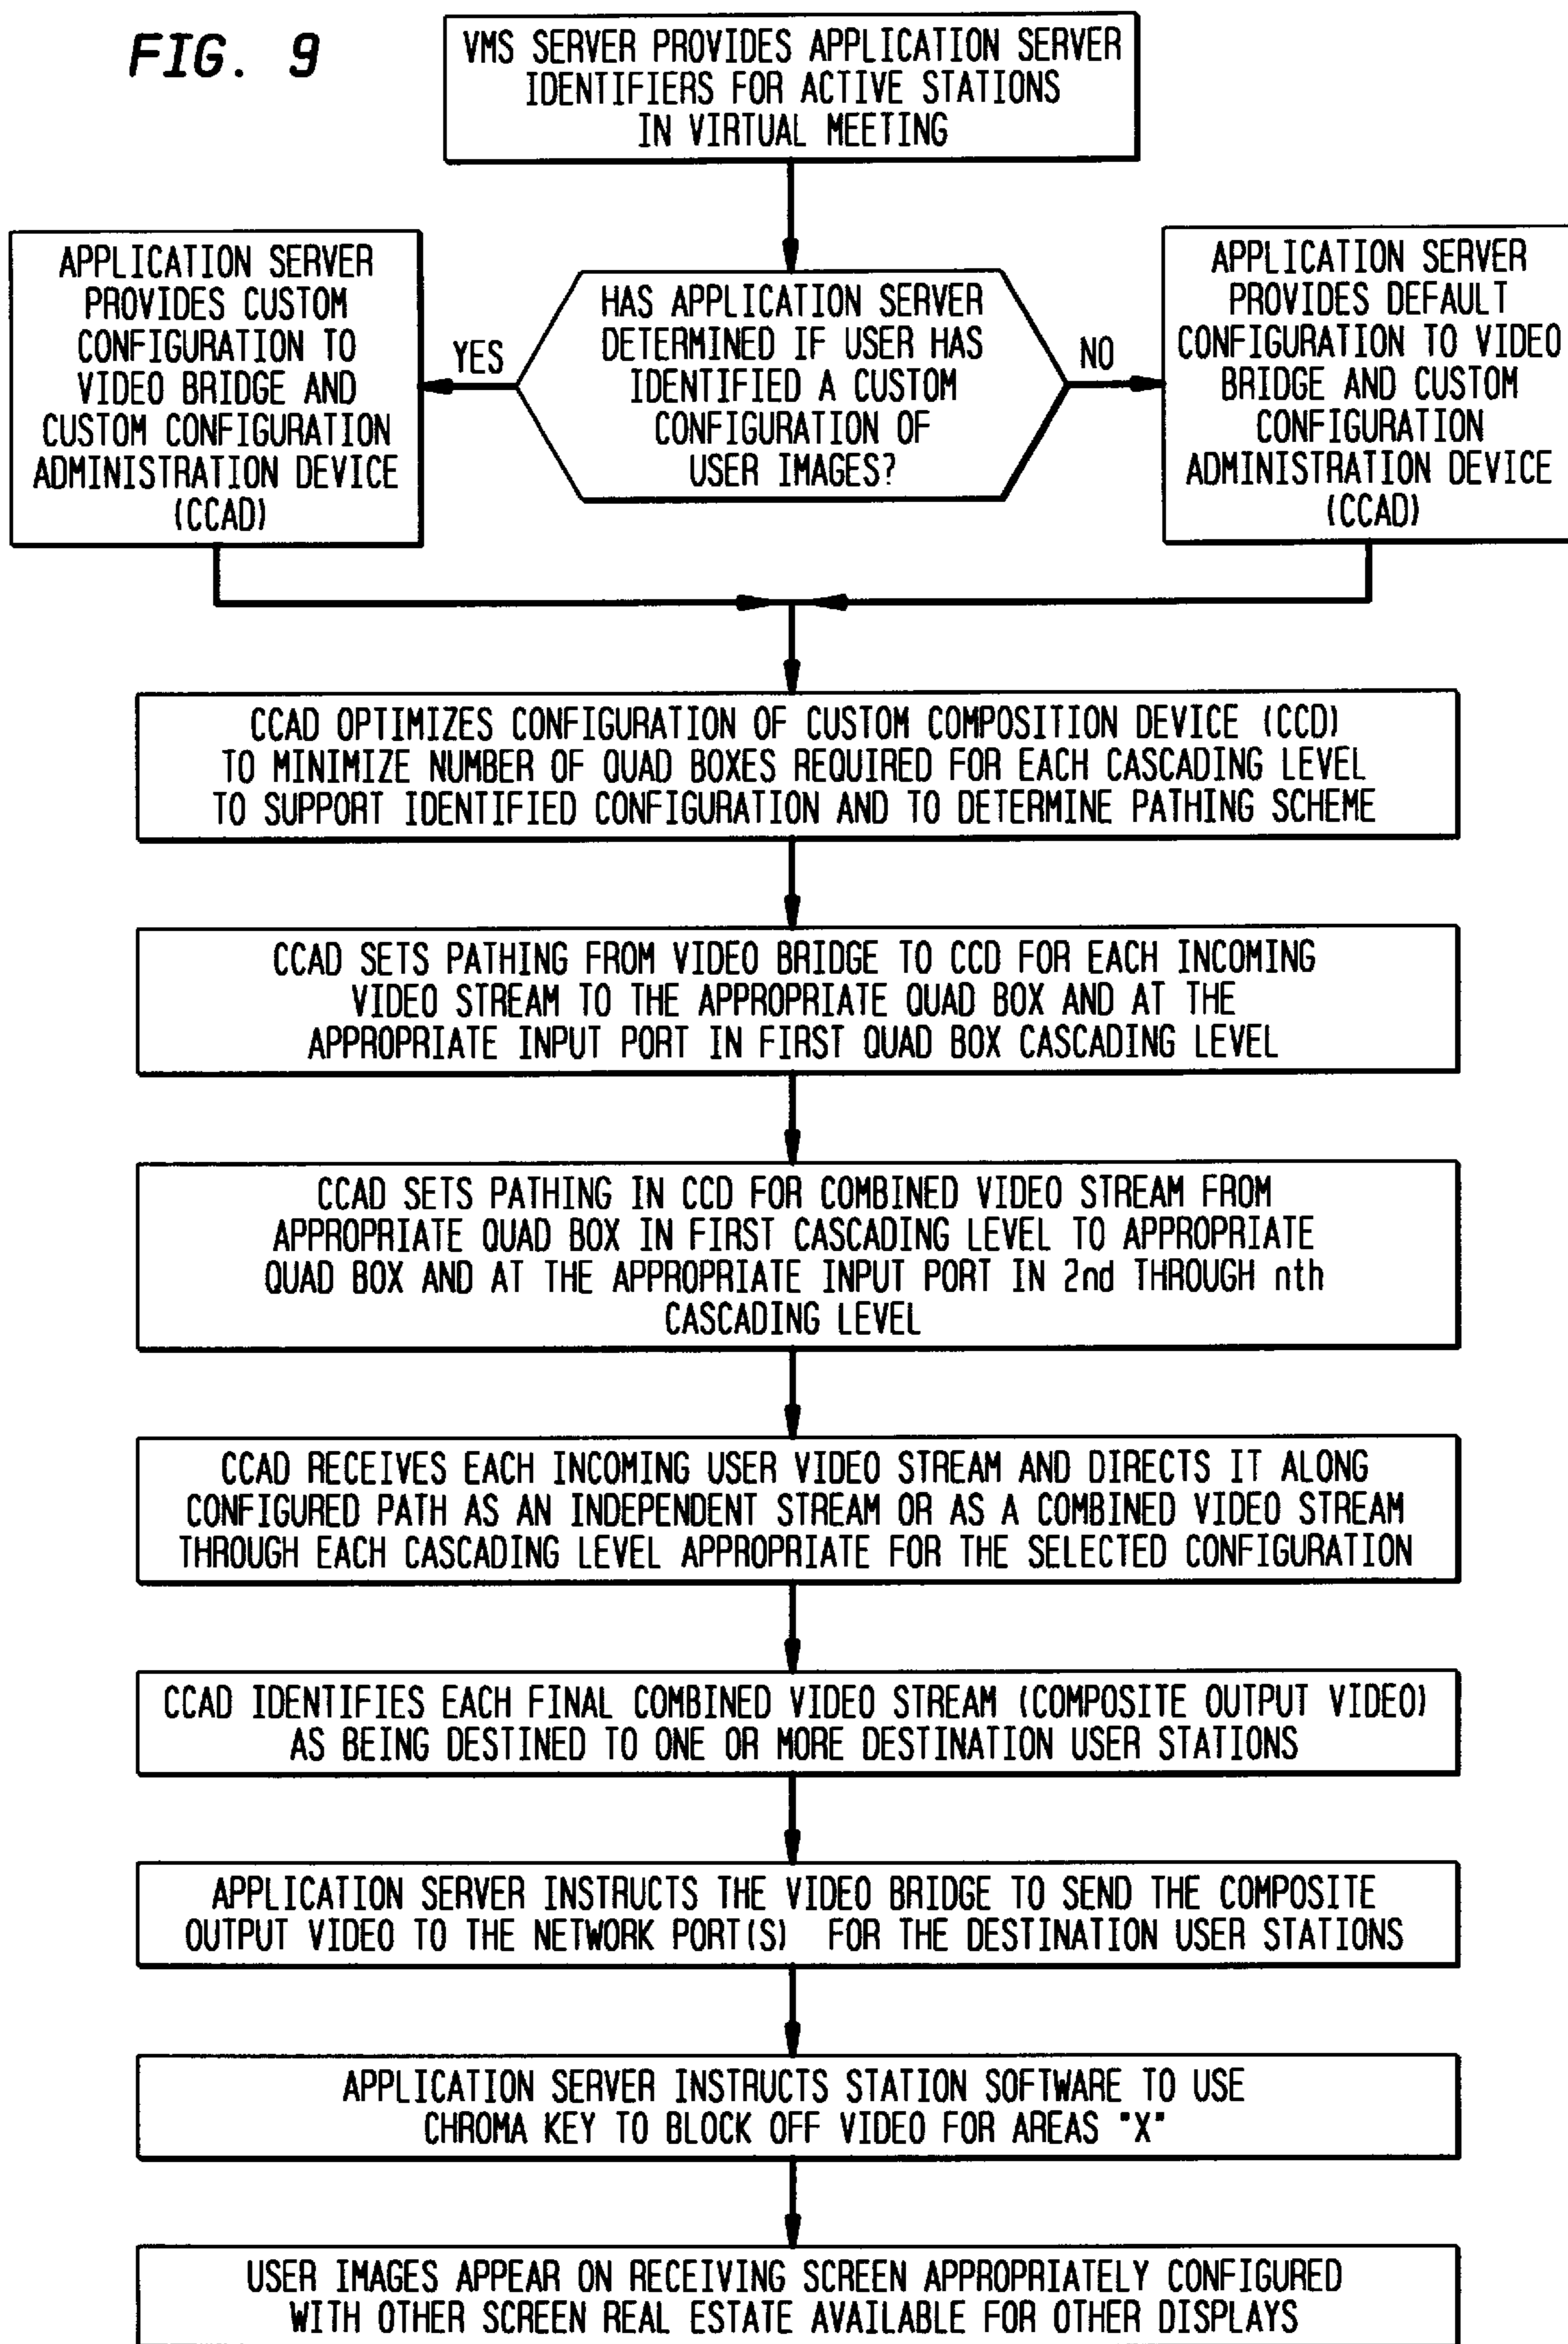 FIG. 9
VMS SERVER PROVIDES APPLICATION SERVER
IDENTIFIERS FOR ACTIVE STATIONS
IN VIRTUAL MEETING
HAS APPLICATION SERVER
DETERMINED IF USER HAS
IDENTIFIED A CUSTOM
CONFIGURATION OF
USER IMAGES?
YES
NO
APPLICATION SERVER
PROVIDES CUSTOM
CONFIGURATION TO
VIDEO BRIDGE AND
CUSTOM CONFIGURATION
ADMINISTRATION DEVICE
(CCAD)
APPLICATION SERVER
PROVIDES DEFAULT
CONFIGURATION TO VIDEO
BRIDGE AND CUSTOM
CONFIGURATION
ADMINISTRATION DEVICE
(CCAD)
CCAD OPTIMIZES CONFIGURATION OF CUSTOM COMPOSITION DEVICE (CCD)
TO MINIMIZE NUMBER OF QUAD BOXES REQUIRED FOR EACH CASCADING LEVEL
TO SUPPORT IDENTIFIED CONFIGURATION AND TO DETERMINE PATHING SCHEME
CCAD SETS PATHING FROM VIDEO BRIDGE TO CCD FOR EACH INCOMING
VIDEO STREAM TO THE APPROPRIATE QUAD BOX AND AT THE
APPROPRIATE INPUT PORT IN FIRST QUAD BOX CASCADING LEVEL
CCAD SETS PATHING IN CCD FOR COMBINED VIDEO STREAM FROM
APPROPRIATE QUAD BOX IN FIRST CASCADING LEVEL TO APPROPRIATE
QUAD BOX AND AT THE APPROPRIATE INPUT PORT IN 2nd THROUGH nth
CASCADING LEVEL
CCAD RECEIVES EACH INCOMING USER VIDEO STREAM AND DIRECTS IT ALONG
CONFIGURED PATH AS AN INDEPENDENT STREAM OR AS A COMBINED VIDEO STREAM
THROUGH EACH CASCADING LEVEL APPROPRIATE FOR THE SELECTED CONFIGURATION
CCAD IDENTIFIES EACH FINAL COMBINED VIDEO STREAM (COMPOSITE OUTPUT VIDEO)
AS BEING DESTINED TO ONE OR MORE DESTINATION USER STATIONS
APPLICATION SERVER INSTRUCTS THE VIDEO BRIDGE TO SEND THE COMPOSITE
OUTPUT VIDEO TO THE NETWORK PORT(S) FOR THE DESTINATION USER STATIONS
APPLICATION SERVER INSTRUCTS STATION SOFTWARE TO USE
CHROMA KEY TO BLOCK OFF VIDEO FOR AREAS "X"
USER IMAGES APPEAR ON RECEIVING SCREEN APPROPRIATELY CONFIGURED
WITH OTHER SCREEN REAL ESTATE AVAILABLE FOR OTHER DISPLAYS